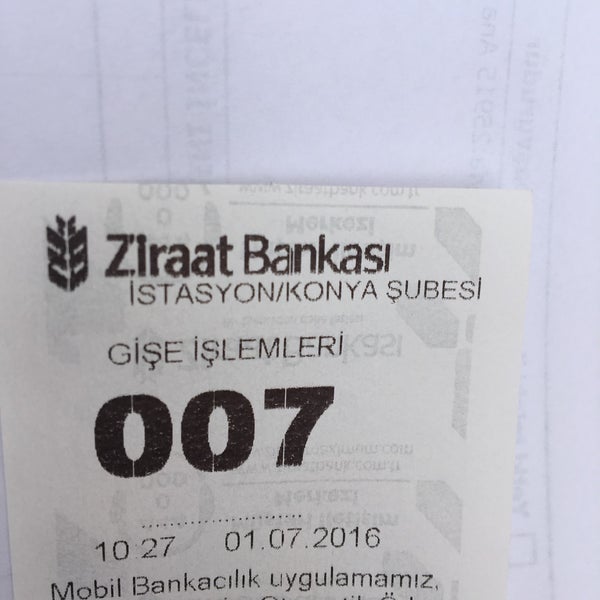 Ziraat Bankası
İSTASYON/KONYA ŞUBESİ
GİŞE İŞLEMLERİ
007
10:27 01.07.2016
Mobil Bankacılık uygulamamız,